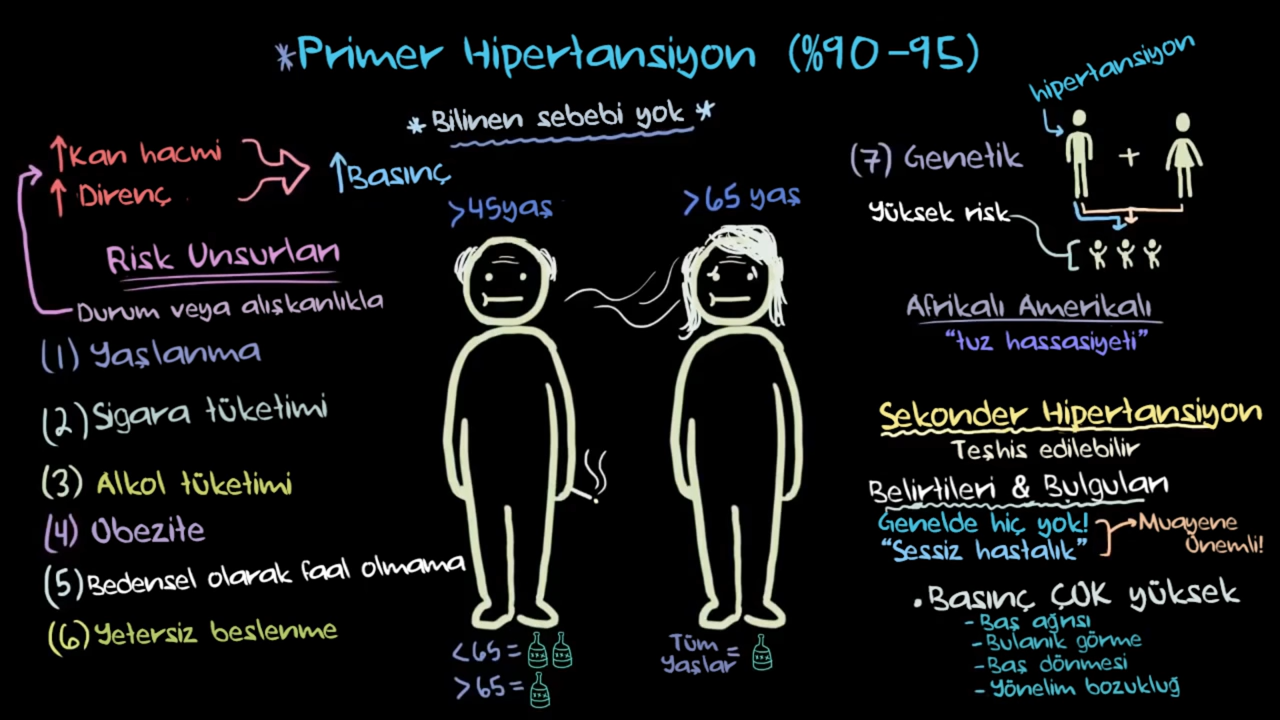 *Primer Hipertansiyon (%90-95)
*Bilinen sebebi yok*
↑Kan hacmi
↑Direnç
↑Basınç
Risk Unsurları
Durum veya alışkanlıkla
(1) Yaşlanma
(2) Sigara tüketimi
(3) Alkol tüketimi
(4) Obezite
(5) Bedensel olarak faal olmama
(6) Yetersiz beslenme
>45yaş
>65 yaş
<65=
>65=
Tüm
Yaşlar =
hipertansiyon
(7) Genetik
+
Yüksek risk
Afrikalı Amerikalı
"tuz hassasiyeti"
Sekonder Hipertansiyon
Teşhis edilebilir
Belirtileri & Bulguları
Genelde hiç yok!
"Sessiz hastalık"
Muayene
Önemli!
.Basınç ÇOK yüksek
-Baş ağrısı
-Bulanık görme
-Baş dönmesi
-Yönelim bozukluğ